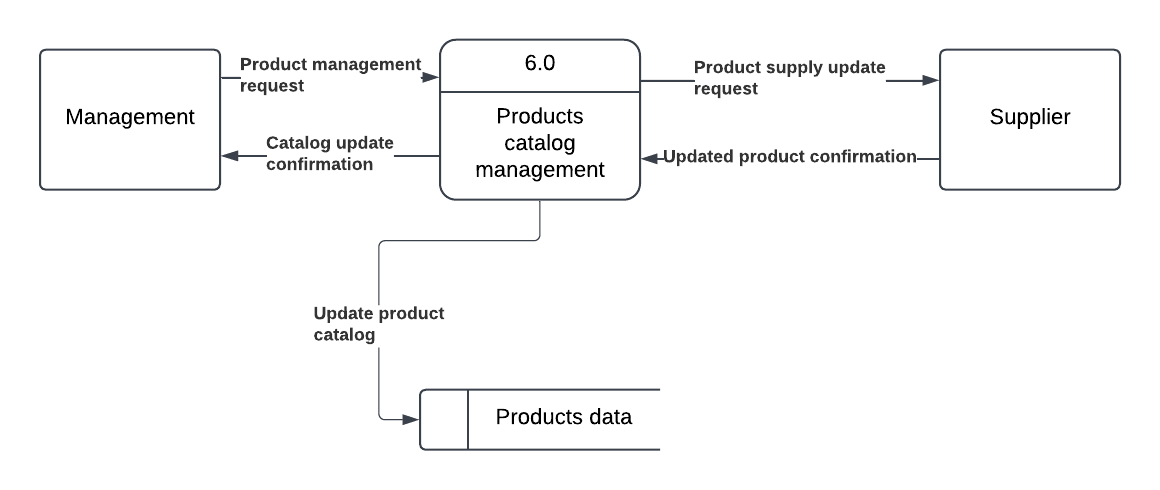 Management
Product management
request
Catalog update
confirmation
6.0
Products
catalog
management
Product supply update
request
Updated product confirmation
Supplier
Update product
catalog
Products data